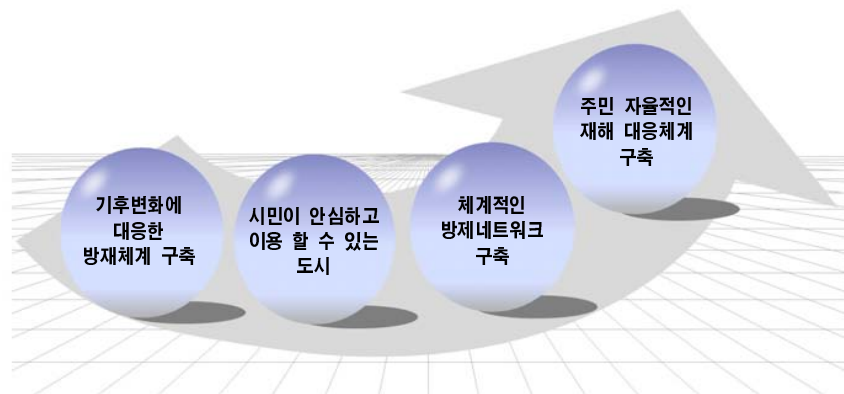 기후변화에
대응한
방재체계 구축
시민이 안심하고
이용 할 수 있는
도시
체계적인
방제네트워크
구축
주민 자율적인
재해 대응체계
구축